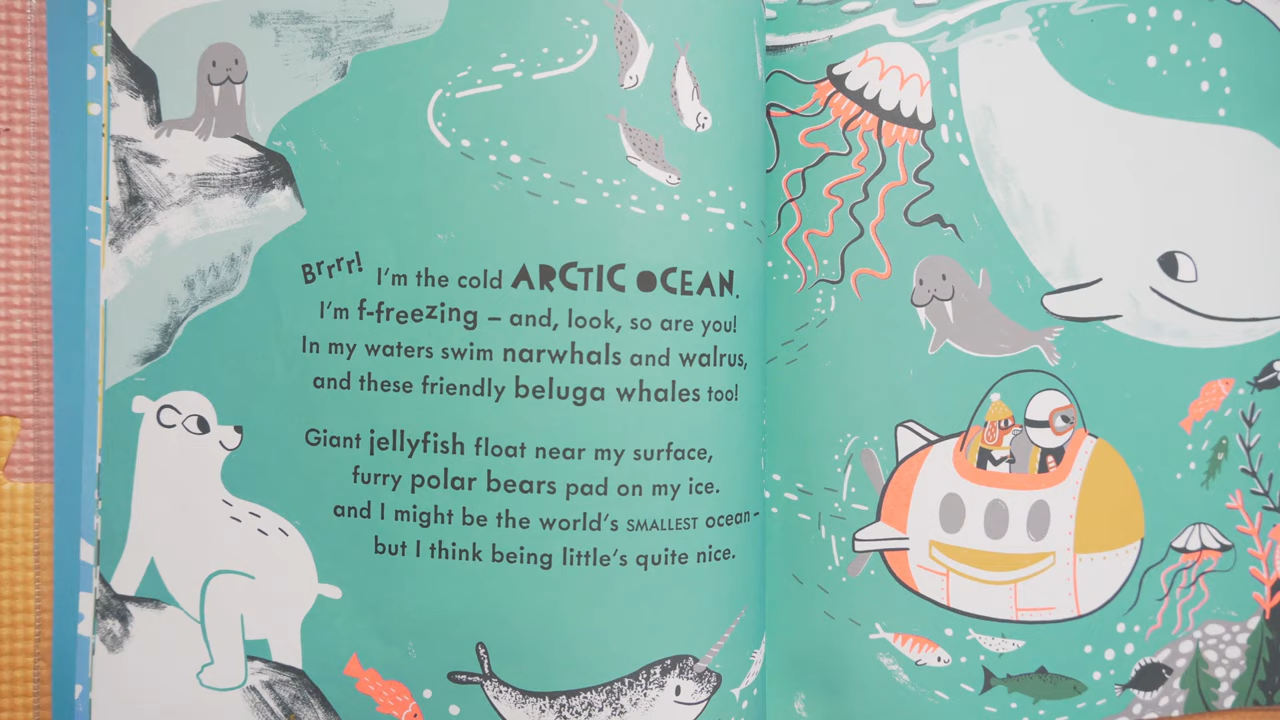 Brrrr! I'm the cold ARCTIC OCEAN.
I'm f-freezing – and, look, so are you!
In my waters swim narwhals and walrus,
and these friendly beluga whales too!
Giant jellyfish float near my surface,
furry polar bears pad on my ice.
and I might be the world's SMALLEST ocean –
but I think being little's quite nice.